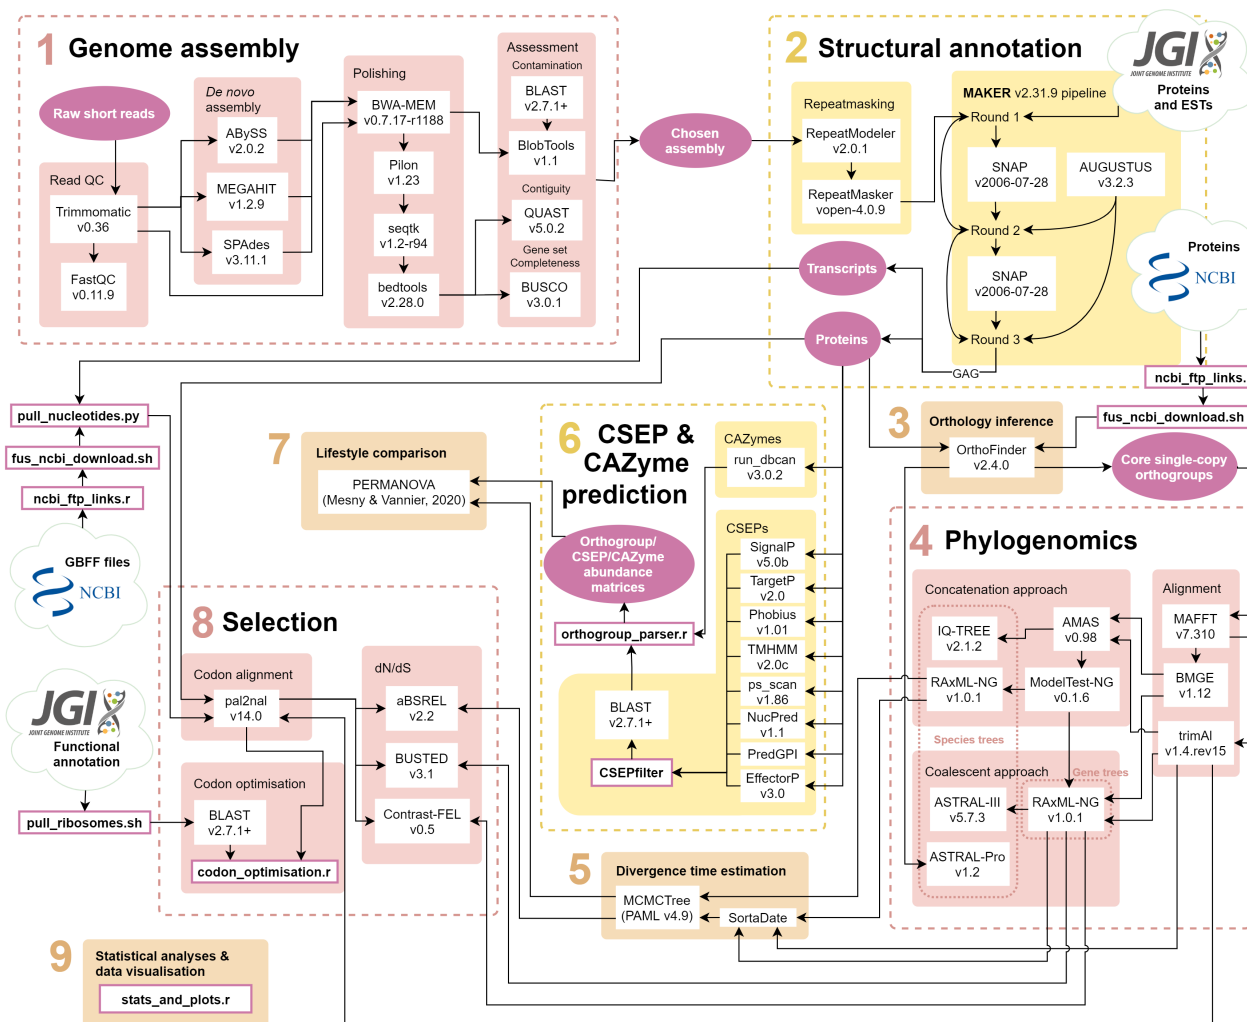 1 Genome assembly
Raw short reads
Read QC
Trimmomatic
v0.36
FastQC
v0.11.9
De novo
assembly
ABySS
v2.0.2
MEGAHIT
v1.2.9
SPAdes
v3.11.1
Polishing
BWA-MEM
v0.7.17-r1188
Pilon
v1.23
seqtk
v1.2-r94
bedtools
v2.28.0
Assessment
Contamination
BLAST
v2.7.1+
BlobTools
v1.1
Contiguity
QUAST
v5.0.2
Gene set
Completeness
BUSCO
v3.0.1
Chosen
assembly
2 Structural annotation
Repeatmasking
RepeatModeler
v2.0.1
RepeatMasker
vopen-4.0.9
MAKER v2.31.9 pipeline
Round 1
SNAP
v2006-07-28
AUGUSTUS
v3.2.3
Round 2
SNAP
v2006-07-28
Round 3
GAG
JGI
JOINT GENOME INSTITUTE
Proteins
and ESTs
Proteins
NCBI
ncbi_ftp_links.
fus_ncbi_download.sh
Transcripts
Proteins
3 Orthology inference
OrthoFinder
v2.4.0
Core single-copy
orthogroups
pull_nucleotides.py
fus_ncbi_download.sh
ncbi_ftp_links.r
GBFF files
NCBI
7 Lifestyle comparison
PERMANOVA
(Mesny & Vannier, 2020)
6 CSEP &
CAZyme
prediction
CAZymes
run_dbcan
v3.0.2
CSEPs
SignalP
v5.0b
TargetP
v2.0
Phobius
v1.01
TMHMM
v2.0c
ps_scan
v1.86
NucPred
v1.1
PredGPI
EffectorP
v3.0
Orthogroup/
CSEP/CAZyme
abundance
matrices
orthogroup_parser.r
BLAST
v2.7.1+
CSEPfilter
4 Phylogenomics
Concatenation approach
IQ-TREE
v2.1.2
AMAS
v0.98
RAxML-NG
v1.0.1
ModelTest-NG
v0.1.6
Species trees
Alignment
MAFFT
v7.310
BMGE
v1.12
trimAl
v1.4.rev15
Coalescent approach
Gene trees
ASTRAL-III
v5.7.3
RAxML-NG
v1.0.1
ASTRAL-Pro
v1.2
8 Selection
Codon alignment
pal2nal
v14.0
dN/dS
aBSREL
v2.2
BUSTED
v3.1
Contrast-FEL
v0.5
Codon optimisation
BLAST
v2.7.1+
codon_optimisation.r
JGI
JOINT GENOME INSTITUTE
Functional
annotation
pull_ribosomes.sh
5 Divergence time estimation
MCMCTree
(PAML v4.9)
SortaDate
9 Statistical analyses &
data visualisation
stats_and_plots.r